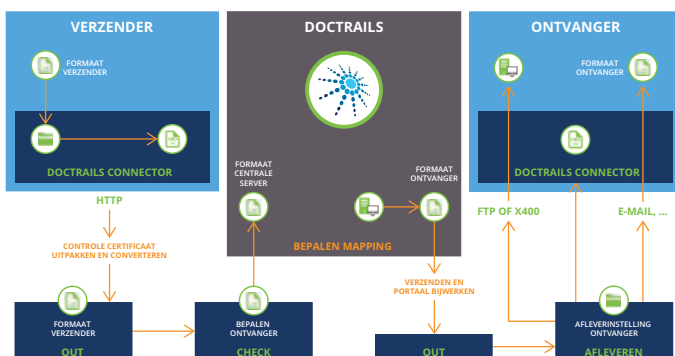 VERZENDER
FORMAAT
VERZENDER
DOCTRAILS CONNECTOR
HTTP
CONTROLE CERTIFICAAT
UITPAKKEN EN CONVERTEREN
FORMAAT
VERZENDER
OUT
DOCTRAILS
FORMAAT
CENTRALE
SERVER
FORMAAT
ONTVANGER
BEPALEN MAPPING
BEPALEN
ONTVANGER
CHECK
VERZENDEN EN
PORTAAL BIJWERKEN
OUT
ONTVANGER
FORMAAT
ONTVANGER
DOCTRAILS CONNECTOR
FTP OF X400
E-MAIL, ...
AFLEVERINSTELLING
ONTVANGER
AFLEVEREN